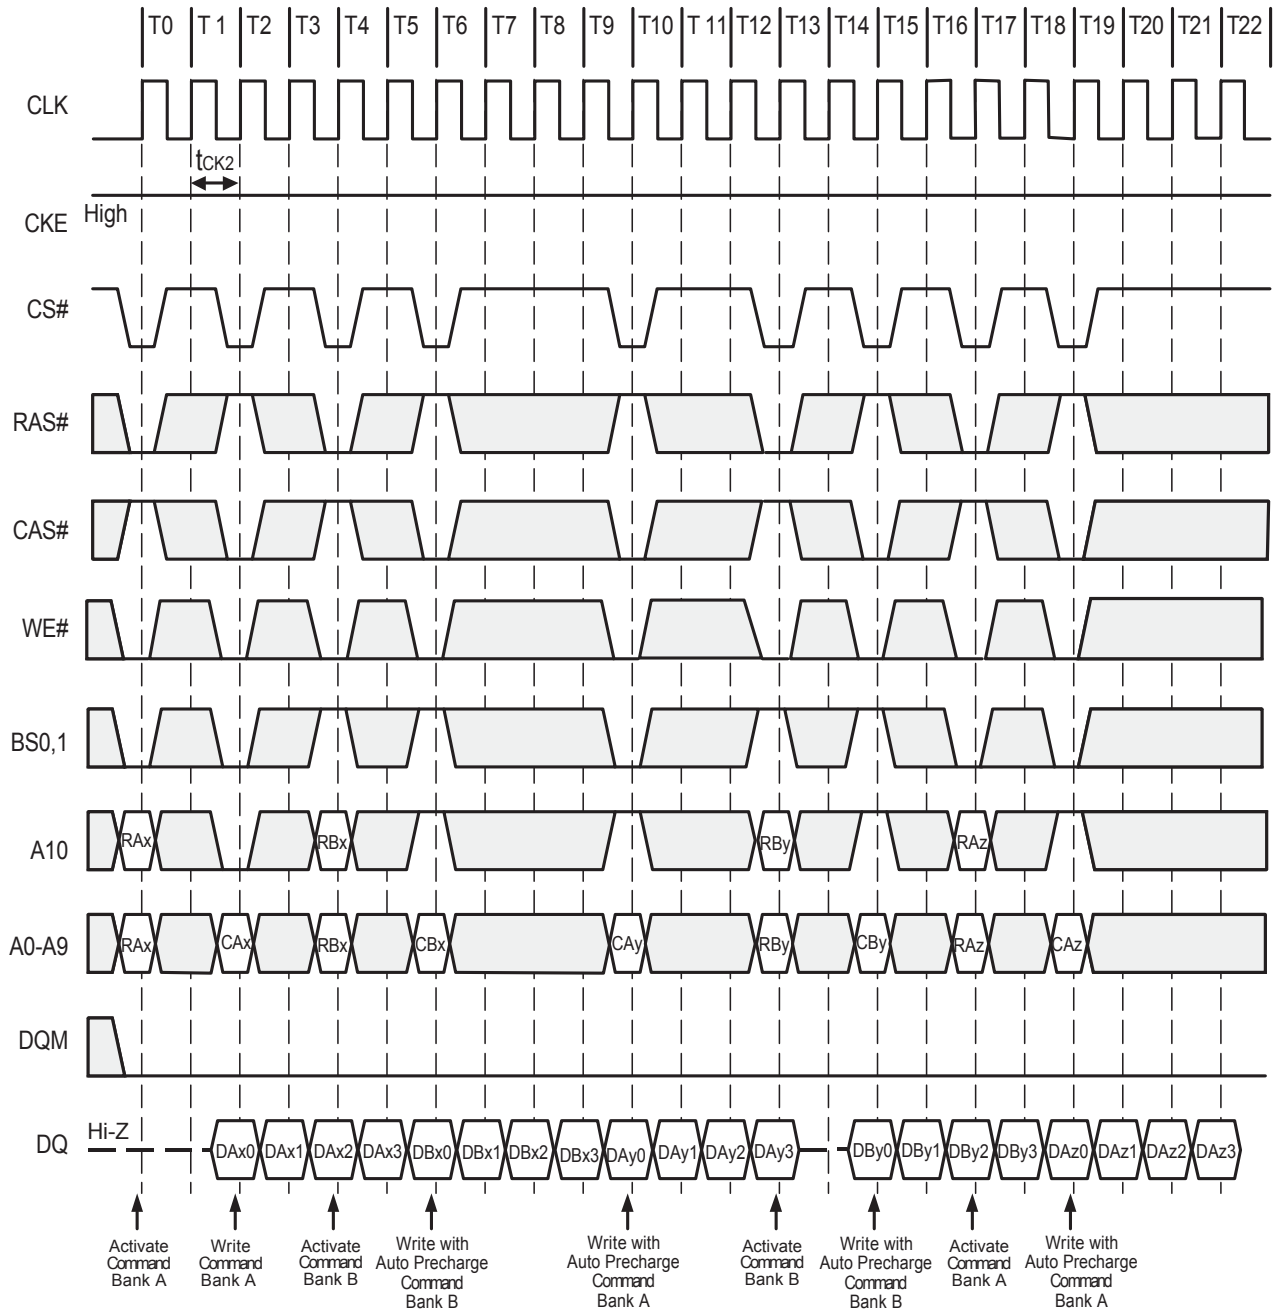 T0 T 1 T2 T3 T4 T5 T6 T7 T8 T9 T10 T 11 T12 T13 T14 T15 T16 T17 T18 T19 T20 T21 T22
CLK
tCK2
CKE High
CS#
RAS#
CAS#
WE#
BS0,1
A10 RAx RBx RBy RAz
A0-A9 RAx CAx RBx CBx CAy RBy CBy RAz CAz
DQM
DQ Hi-Z DAx0 DAx1 DAx2 DAx3 DBx0 DBx1 DBx2 DBx3 DAy0 DAy1 DAy2 DAy3 DBy0 DBy1 DBy2 DBy3 DAz0 DAz1 DAz2 DAz3
Activate
Command
Bank A
Write
Command
Bank A
Activate
Command
Bank B
Write with
Auto Precharge
Command
Bank B
Write with
Auto Precharge
Command
Bank A
Activate
Command
Bank B
Write with
Auto Precharge
Command
Bank B
Activate
Command
Bank A
Write with
Auto Precharge
Command
Bank A